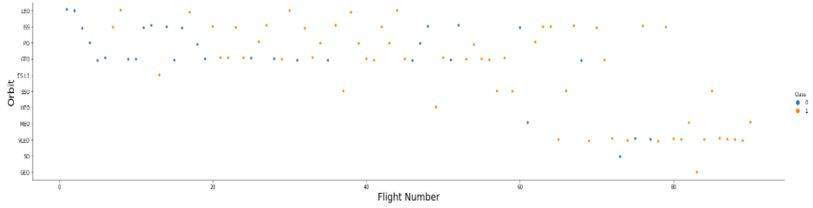 LEO
ISS
PO
GTO
ES-L1
SSO
HEO
MEO
VLEO
SO
GEO
Orbit
0
20
40
60
80
Flight Number
Class
0
1